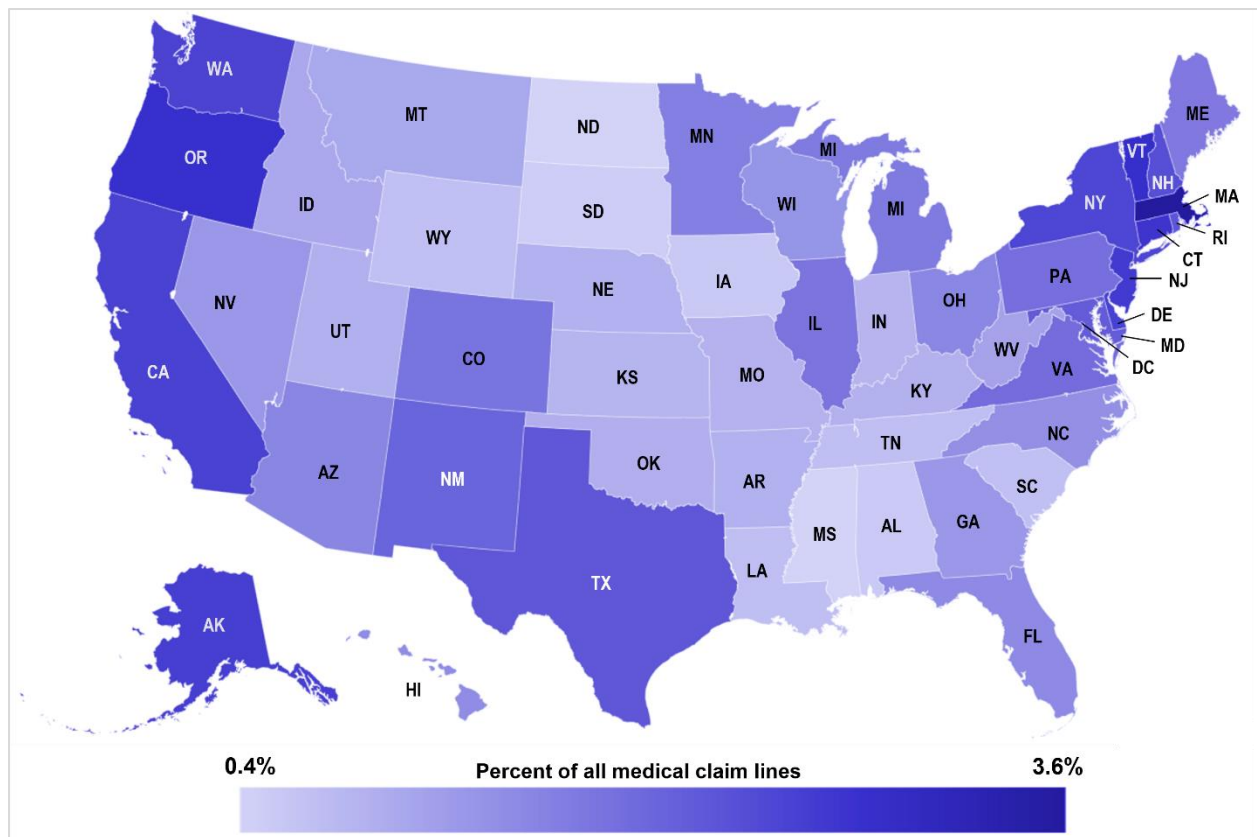 WA
MT
ND
MN
ME
OR
ID
SD
WI
MI
MI
VT
NH
NY
MA
RI
CT
WY
IA
PA
NJ
NV
NE
IL
IN
OH
DE
MD
DC
UT
CO
CA
KS
MO
WV
VA
KY
AZ
NM
OK
AR
TN
NC
SC
TX
LA
MS
AL
GA
AK
HI
FL
0.4% Percent of all medical claim lines 3.6%